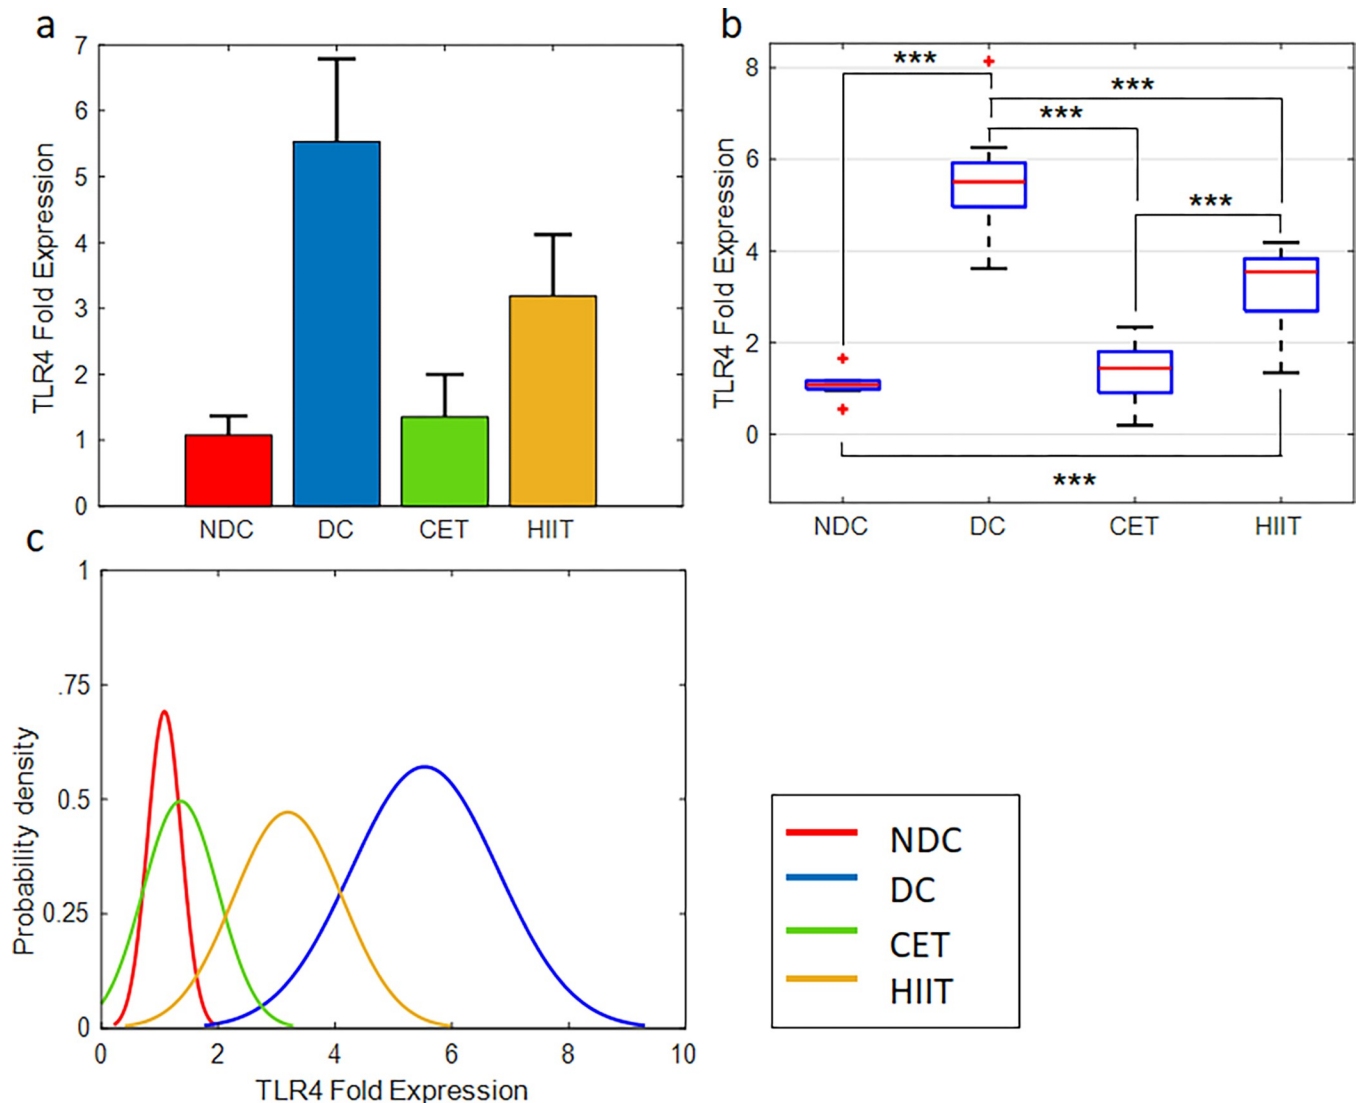 a
7
6
5
4
3
2
1
0
TLR4 Fold Expression
NDC DC CET HIIT
b
8
6
4
2
0
TLR4 Fold Expression
***
***
***
***
***
NDC DC CET HIIT
c
1
.75
0.5
0.25
0
Probability density
0 2 4 6 8 10
TLR4 Fold Expression
NDC
DC
CET
HIIT